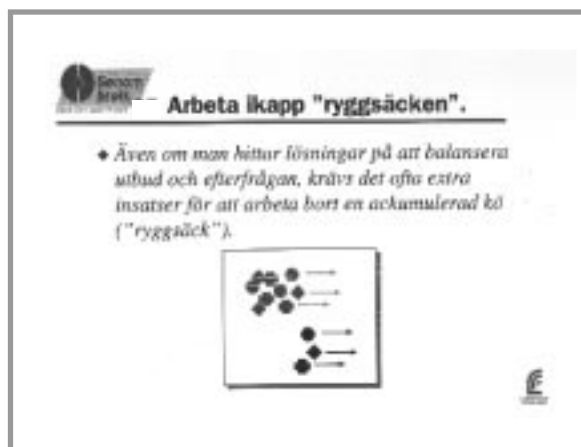 Genom
brott
Arbeta ikapp "ryggsäcken".
Även om man hittar lösningar på att balansera
utbud och efterfrågan, krävs det ofta extra
insatser för att arbeta bort en ackumulerad kö
("ryggsäck").